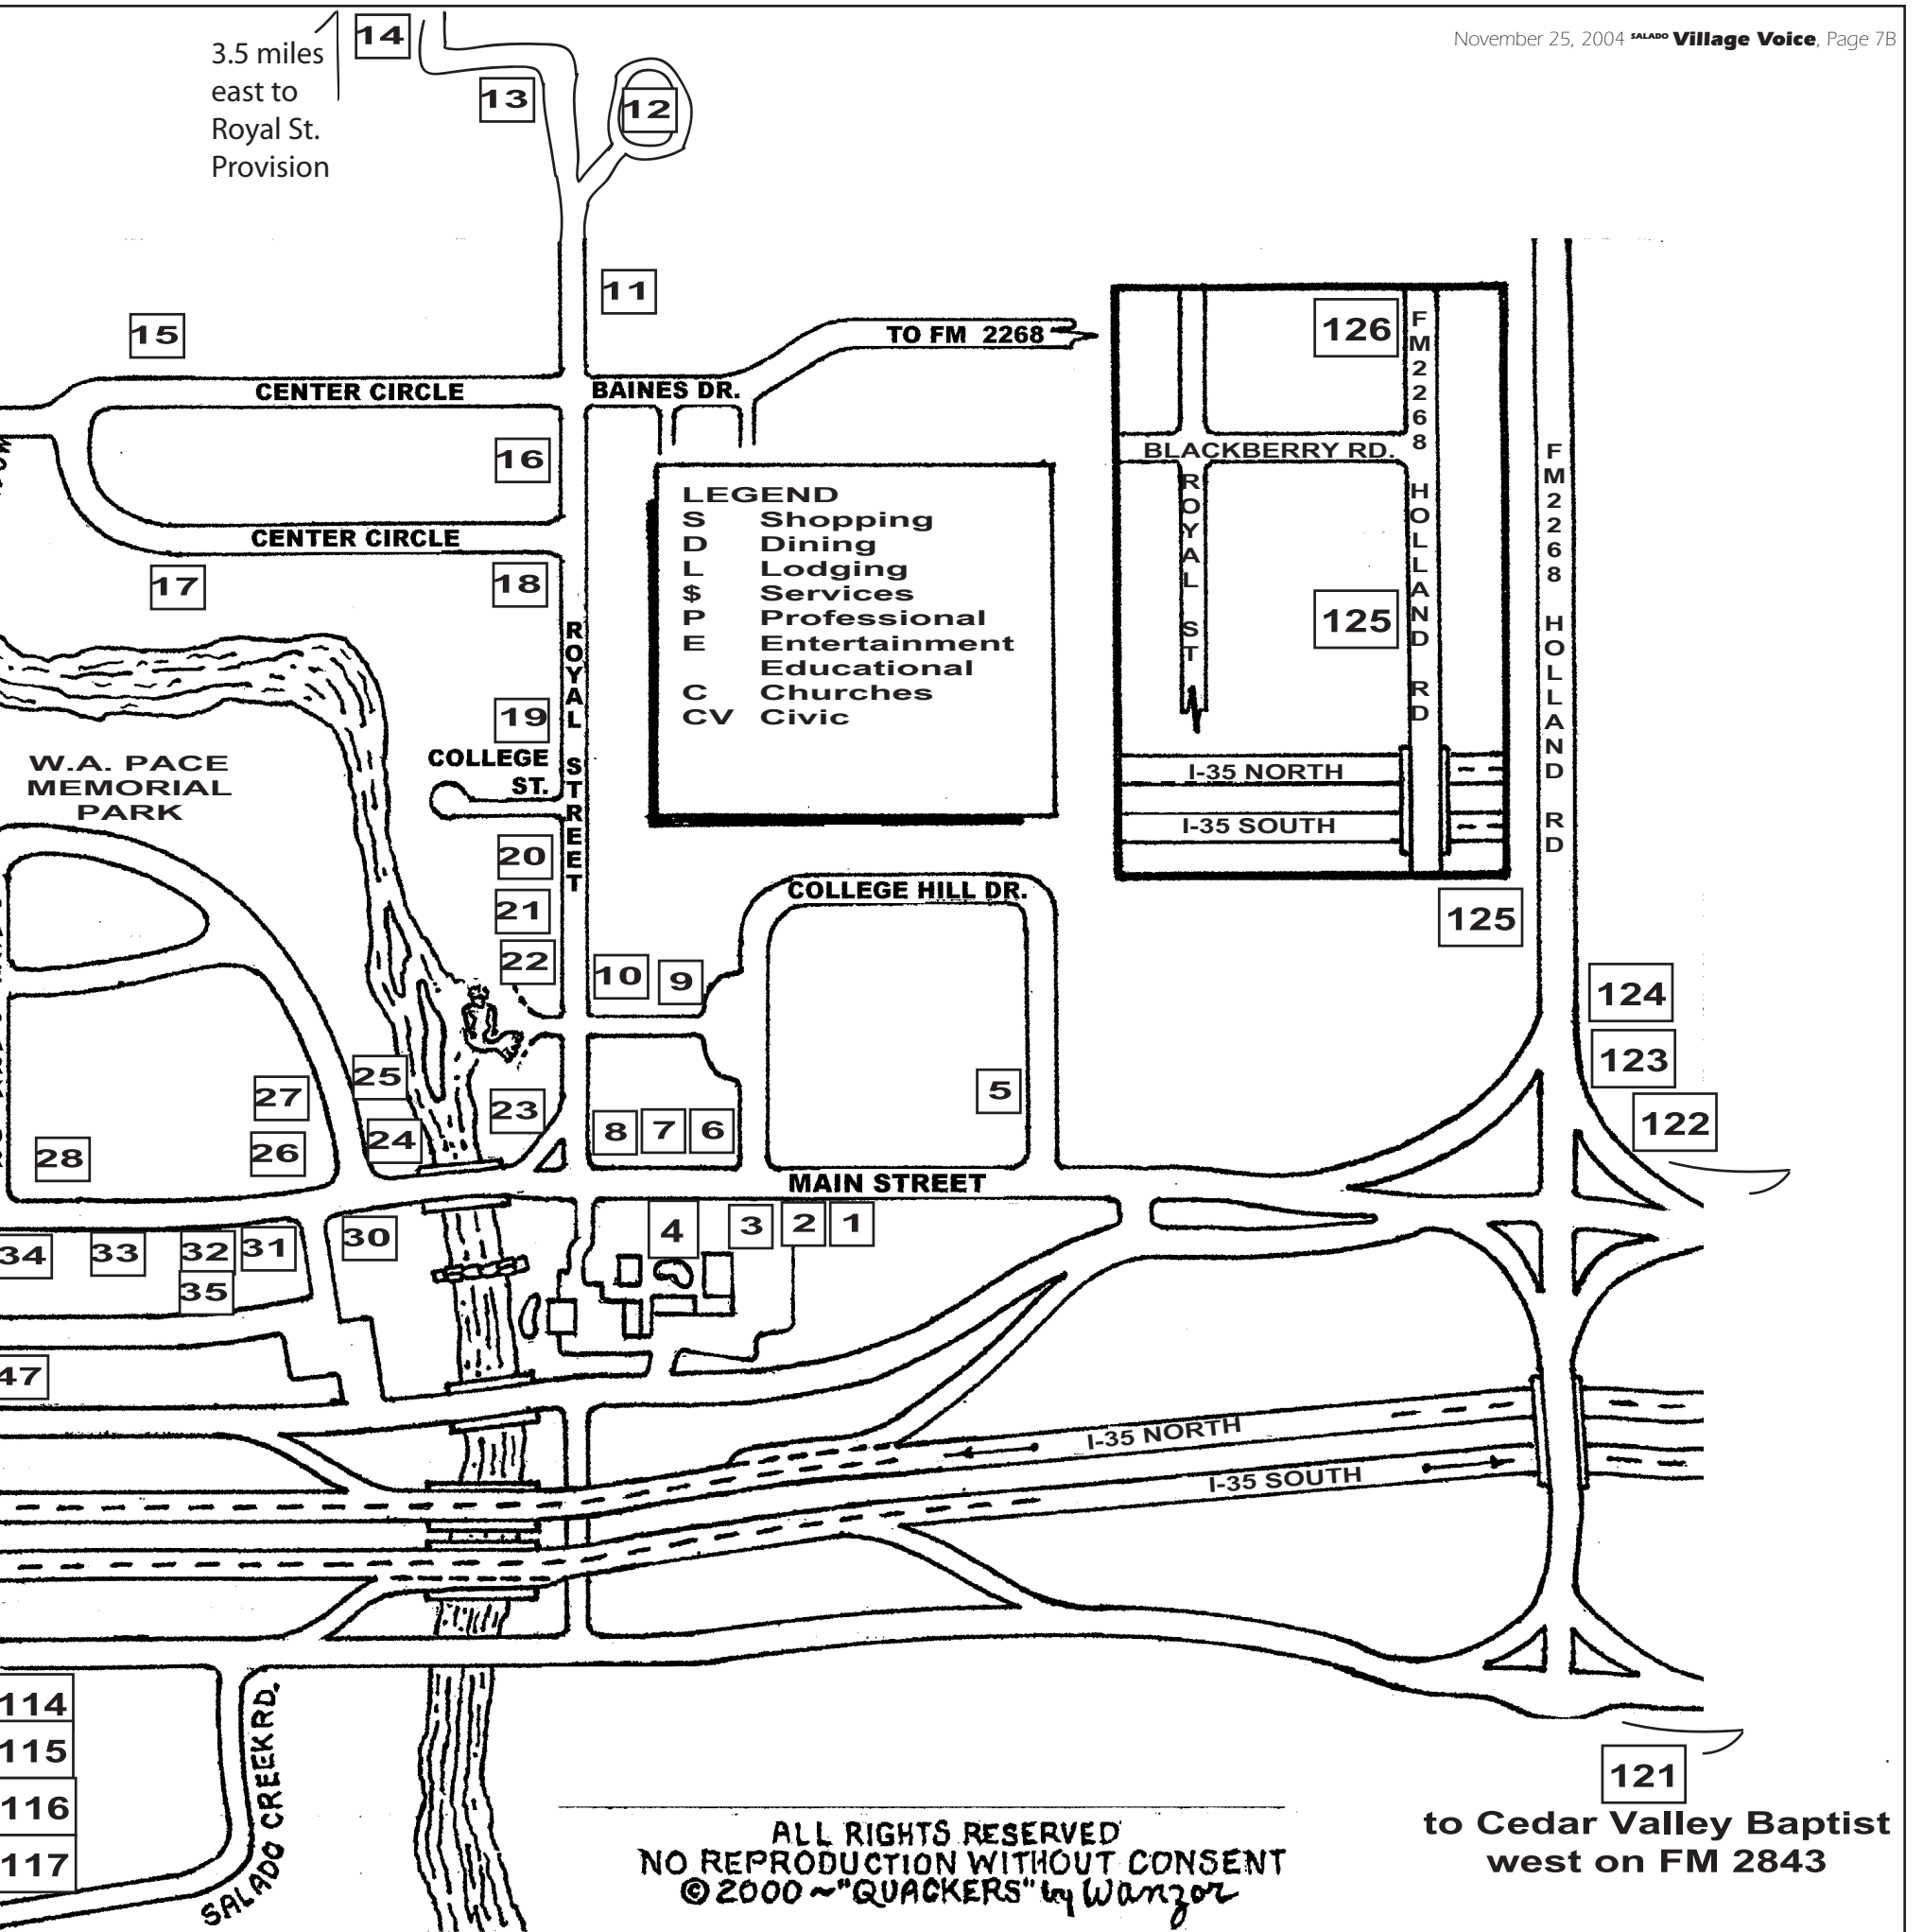 November 25, 2004 SALADO Village Voice, Page 7B
3.5 miles
east to
Royal St.
Provision
14
13
12
11
15
TO FM 2268
CENTER CIRCLE
BAINES DR.
16
CENTER CIRCLE
17
18
ROYAL STREET
19
COLLEGE
ST.
20
21
22
LEGEND
S Shopping
D Dining
L Lodging
$ Services
P Professional
E Entertainment
Educational
C Churches
CV Civic
126
FM2268 HOLLAND RD
BLACKBERRY RD.
ROYAL ST
125
I-35 NORTH
I-35 SOUTH
FM2268 HOLLAND RD
125
124
123
122
W.A. PACE
MEMORIAL
PARK
COLLEGE HILL DR.
10
9
5
25
27
23
24
26
28
8
7
6
MAIN STREET
4
3
2
1
30
31
32
33
34
35
47
I-35 NORTH
I-35 SOUTH
114
115
116
117
SALADO CREEK RD.
121
to Cedar Valley Baptist
west on FM 2843
ALL RIGHTS RESERVED
NO REPRODUCTION WITHOUT CONSENT
©2000~"QUACKERS" by Wanzor